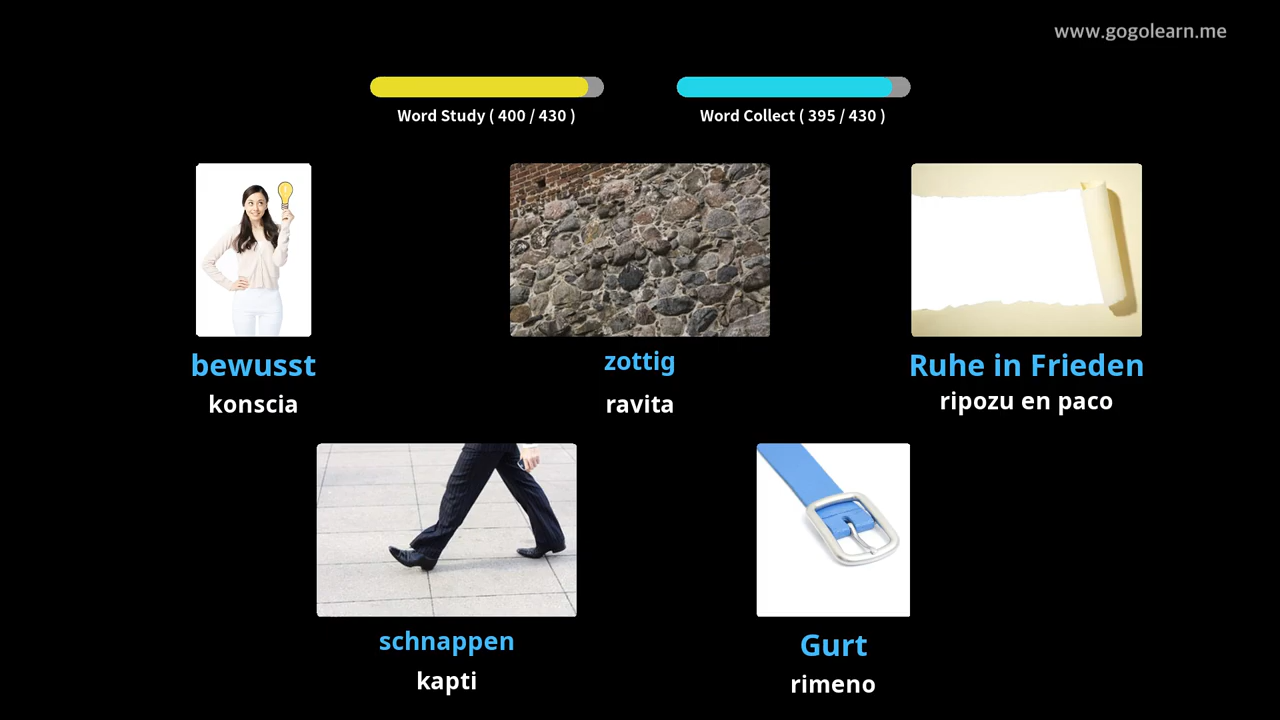 www.gogolearn.me
Word Study ( 400 / 430 )
Word Collect ( 395 / 430 )
bewusst
konscia
zottig
ravita
Ruhe in Frieden
ripozu en paco
schnappen
kapti
Gurt
rimeno